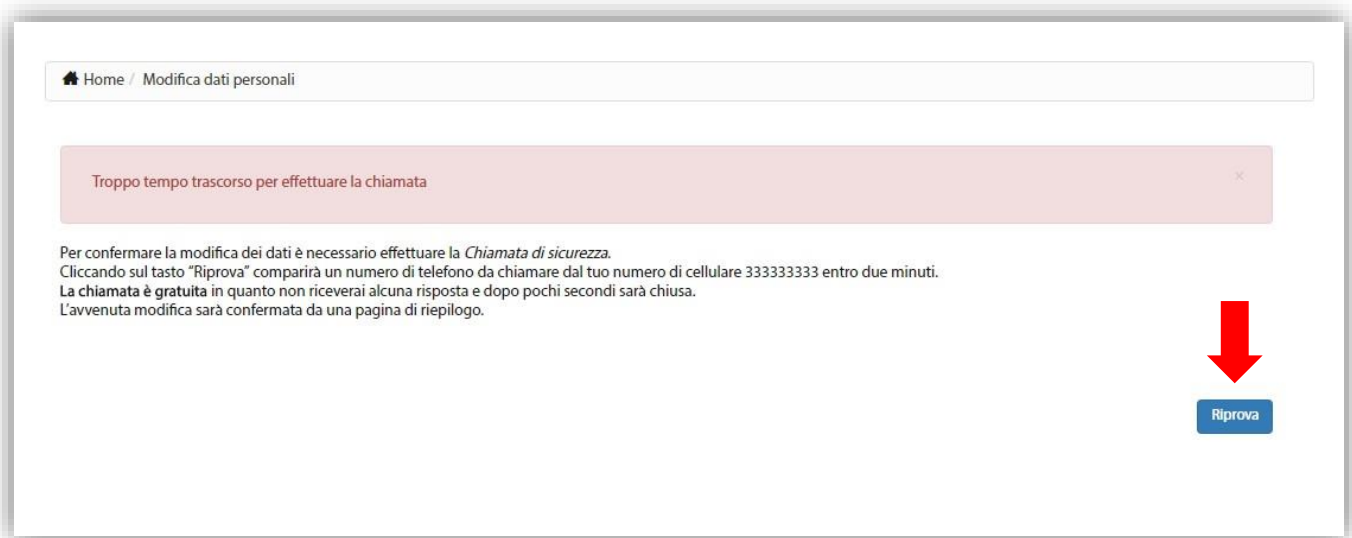 Home / Modifica dati personali
Troppo tempo trascorso per effettuare la chiamata ×
Per confermare la modifica dei dati è necessario effettuare la Chiamata di sicurezza.
Cliccando sul tasto “Riprova” comparirà un numero di telefono da chiamare dal tuo numero di cellulare 333333333 entro due minuti.
La chiamata è gratuita in quanto non riceverai alcuna risposta e dopo pochi secondi sarà chiusa.
L’avvenuta modifica sarà confermata da una pagina di riepilogo.
Riprova